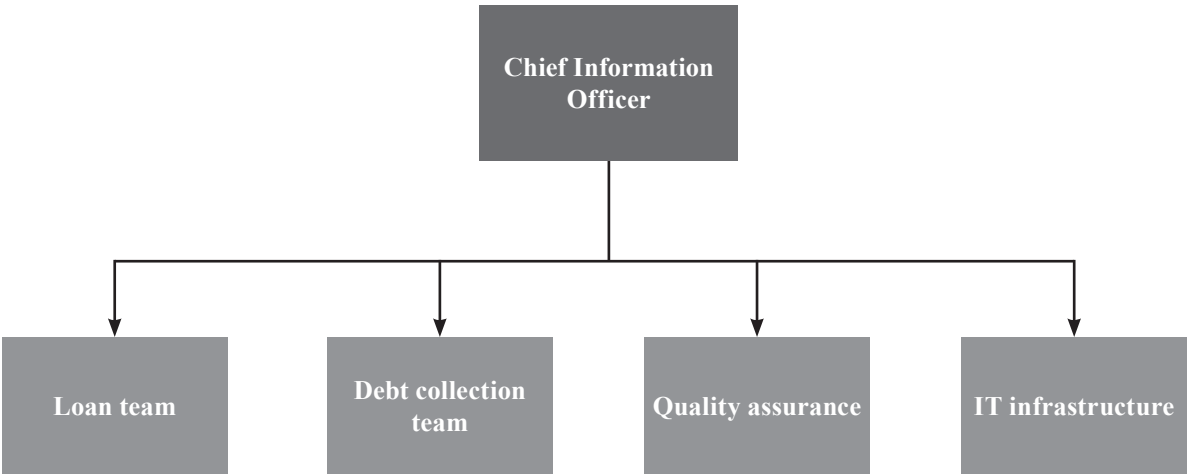 Chief Information
Officer
Loan team
Debt collection
team
Quality assurance
IT infrastructure